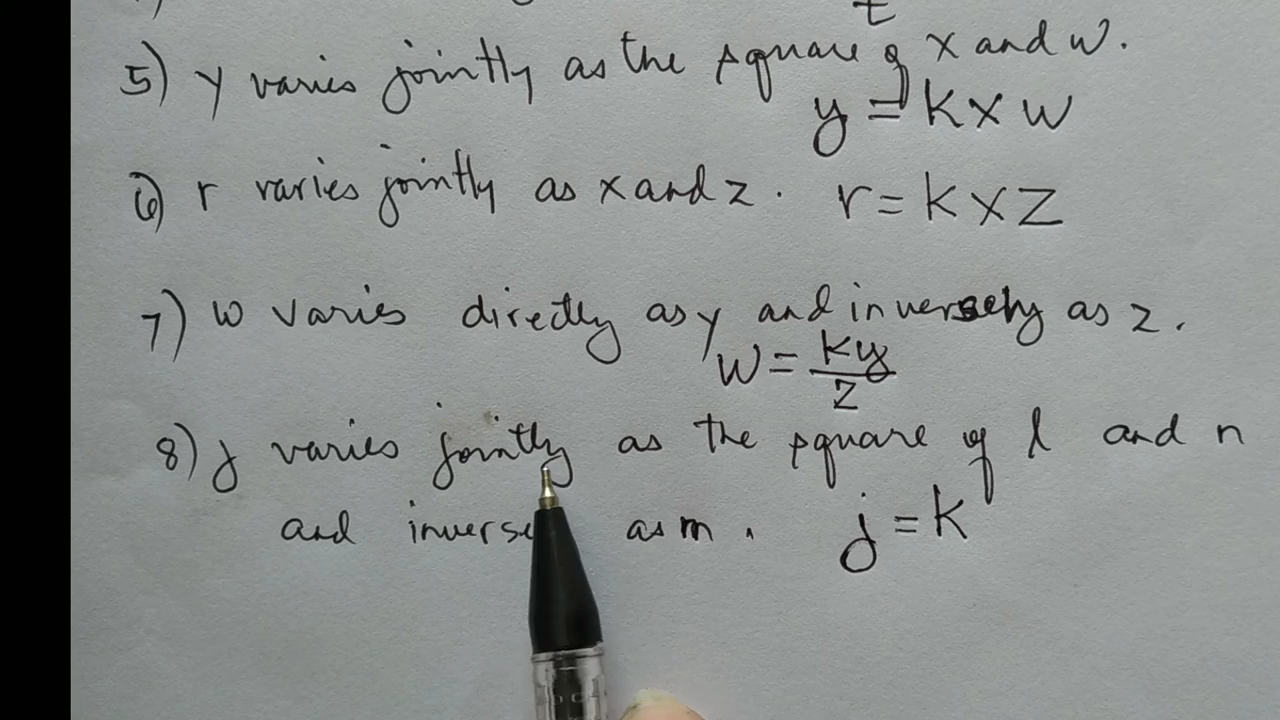 t
5) y varies jointly as the square of x and w.
y = kxw
6) r varies jointly as x and z. r = kxz
7) w varies directly as y and inversely as z.
w = ky/z
8) j varies jointly as the square of l and n
and inverse as m. j = k